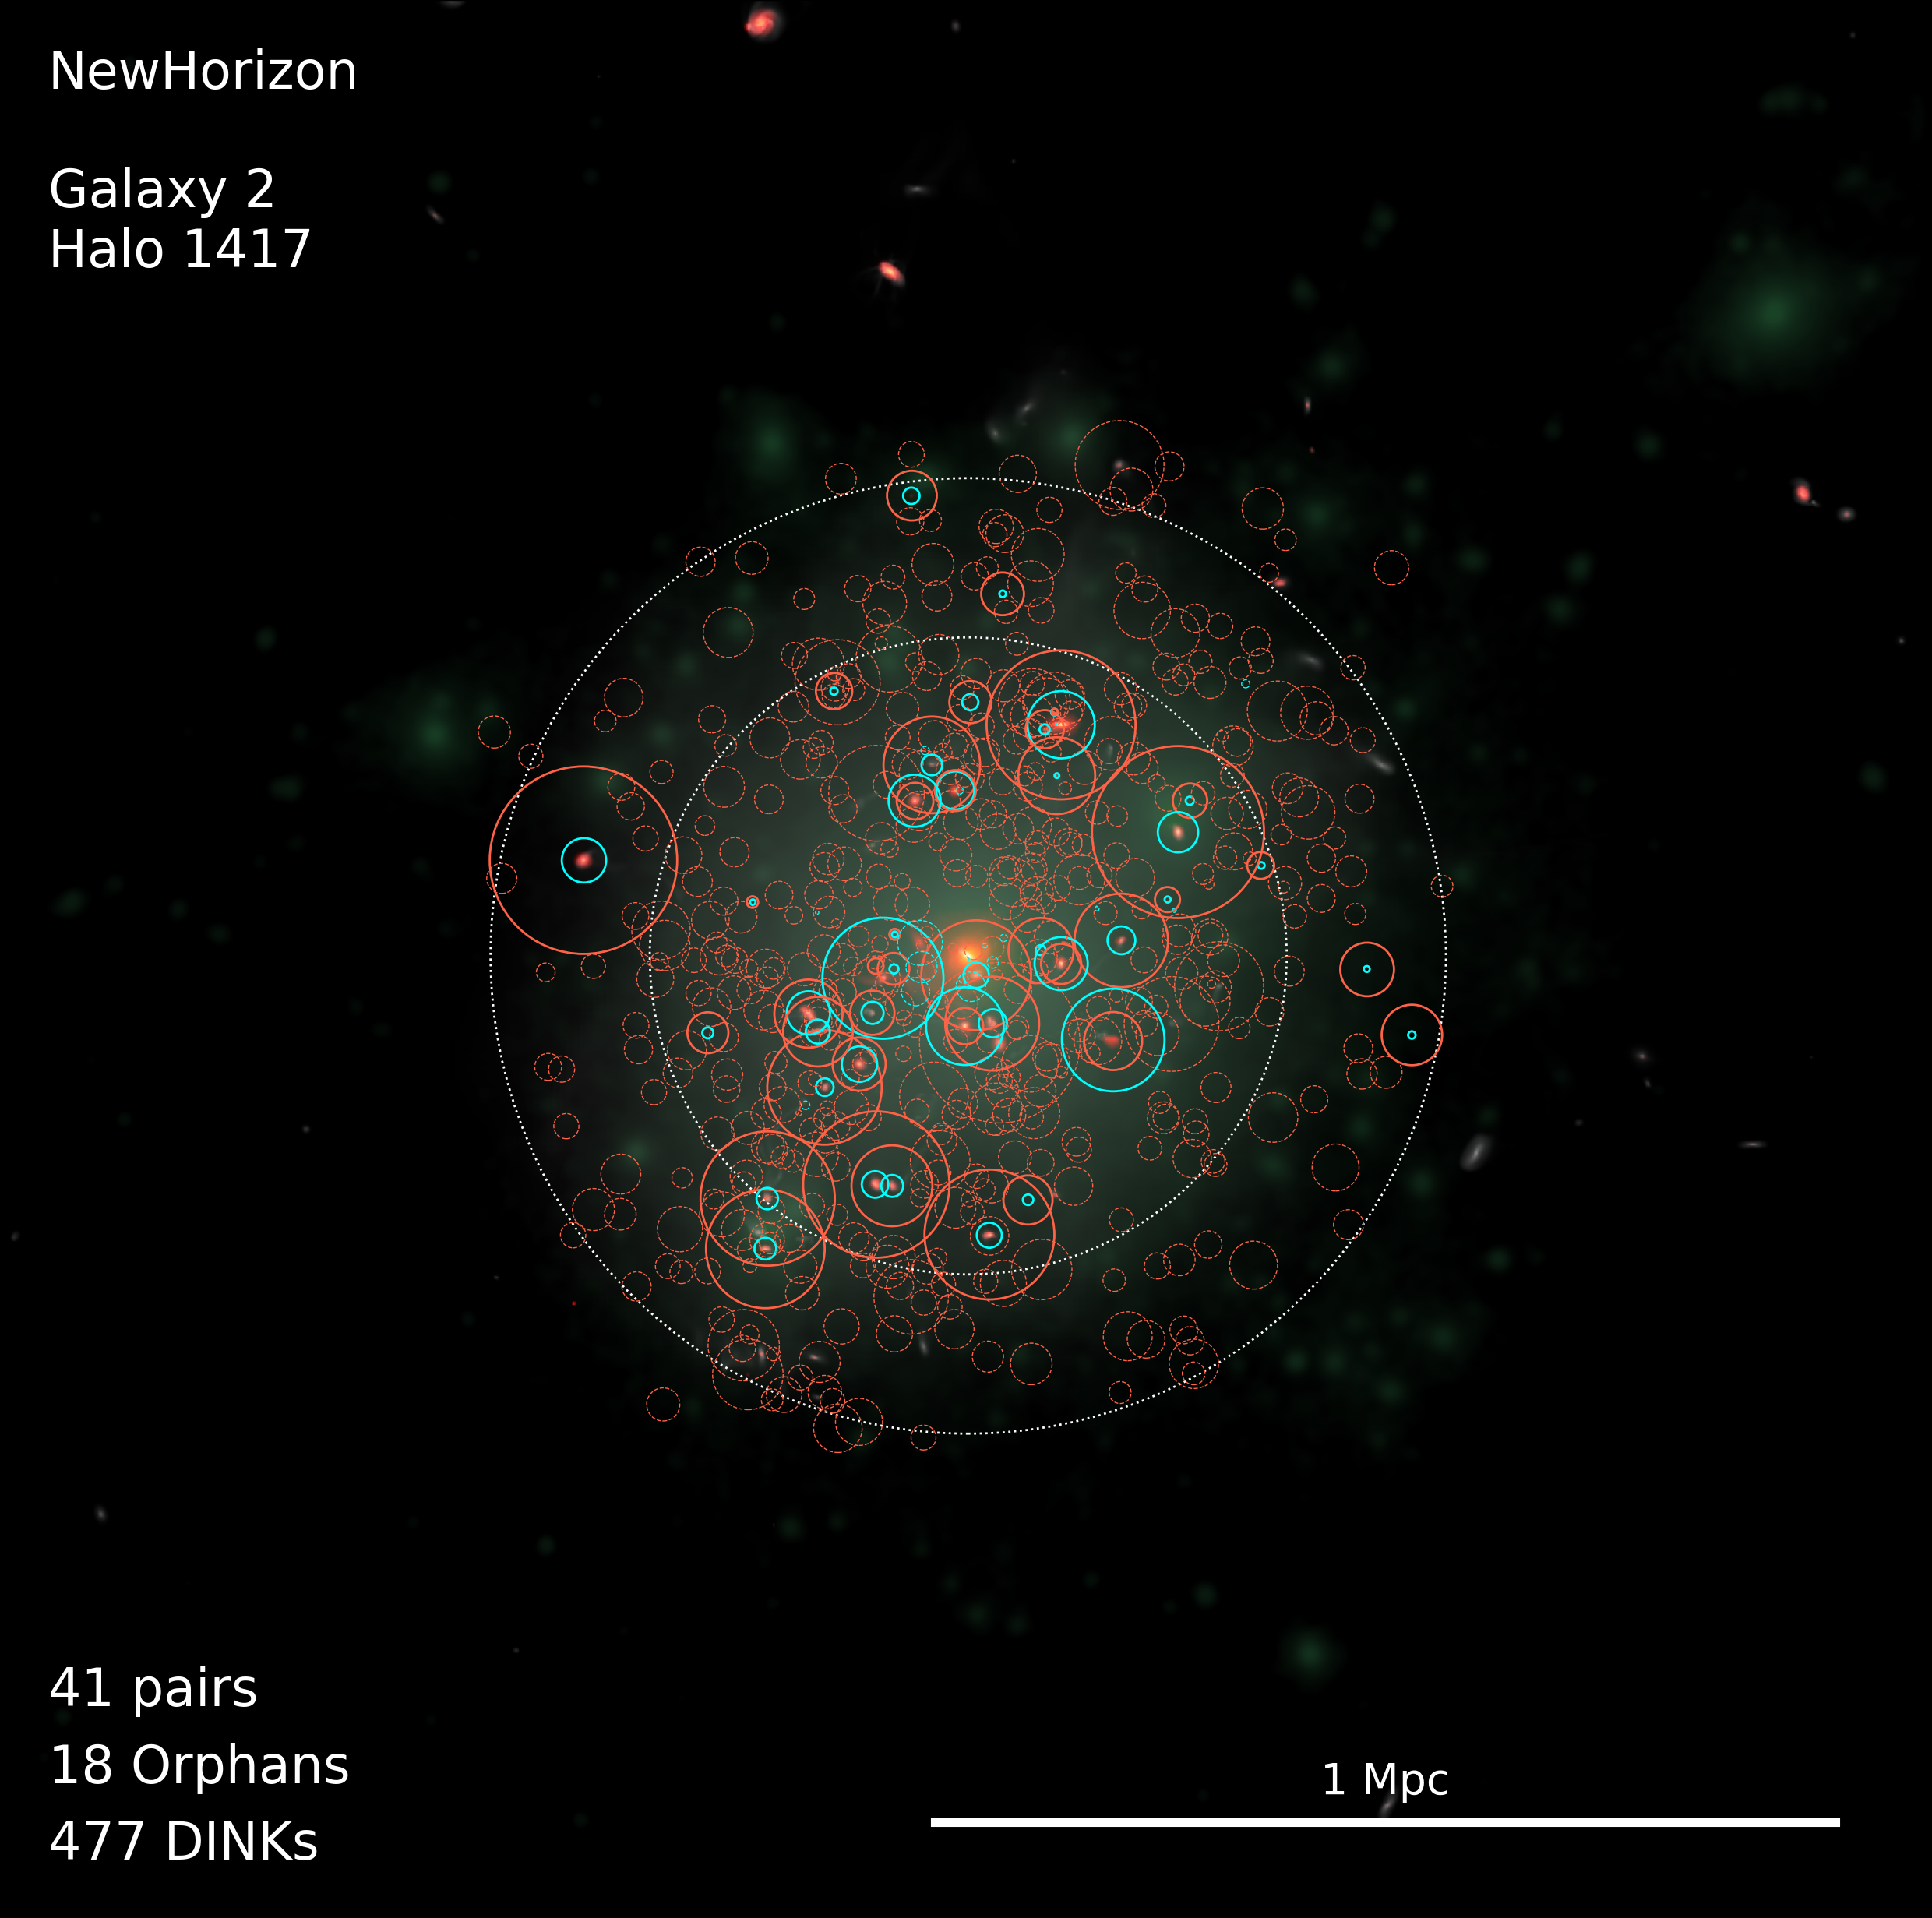 NewHorizon
Galaxy 2
Halo 1417
41 pairs
18 Orphans
477 DINKs
1 Mpc